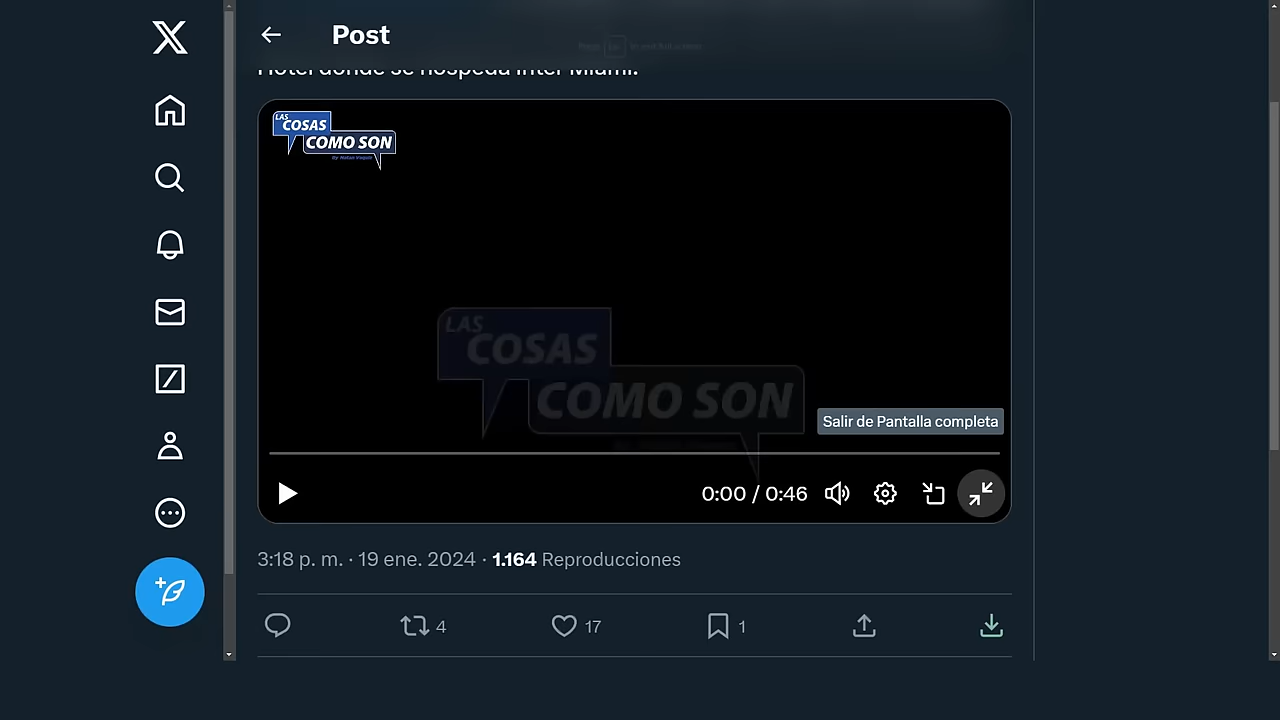 Post
Hotel donde se hospeda Inter Miami.
LAS
COSAS
COMO SON
LAS
COSAS
COMO SON
Salir de Pantalla completa
0:00 / 0:46
3:18 p. m. · 19 ene. 2024 · 1.164 Reproducciones
4
17
1